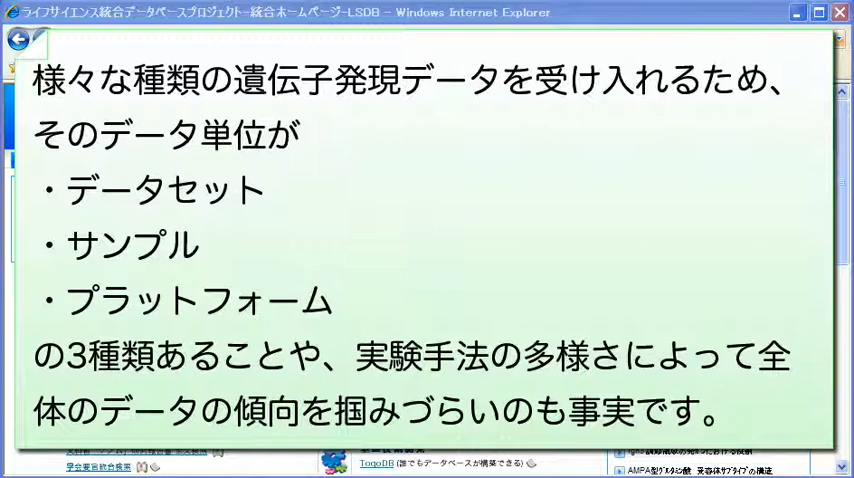 ライフサイエンス統合データベースプロジェクト-統合ホームページ-LSDB - Windows Internet Explorer
様々な種類の遺伝子発現データを受け入れるため、
そのデータ単位が
・データセット
・サンプル
・プラットフォーム
の3種類あることや、実験手法の多様さによって全
体のデータの傾向を掴みづらいのも事実です。
学会要旨統合検索
TogoDB (誰でもデータベースが構築できる)
AMPA型グルタミン酸 受容体サブタイプの構造